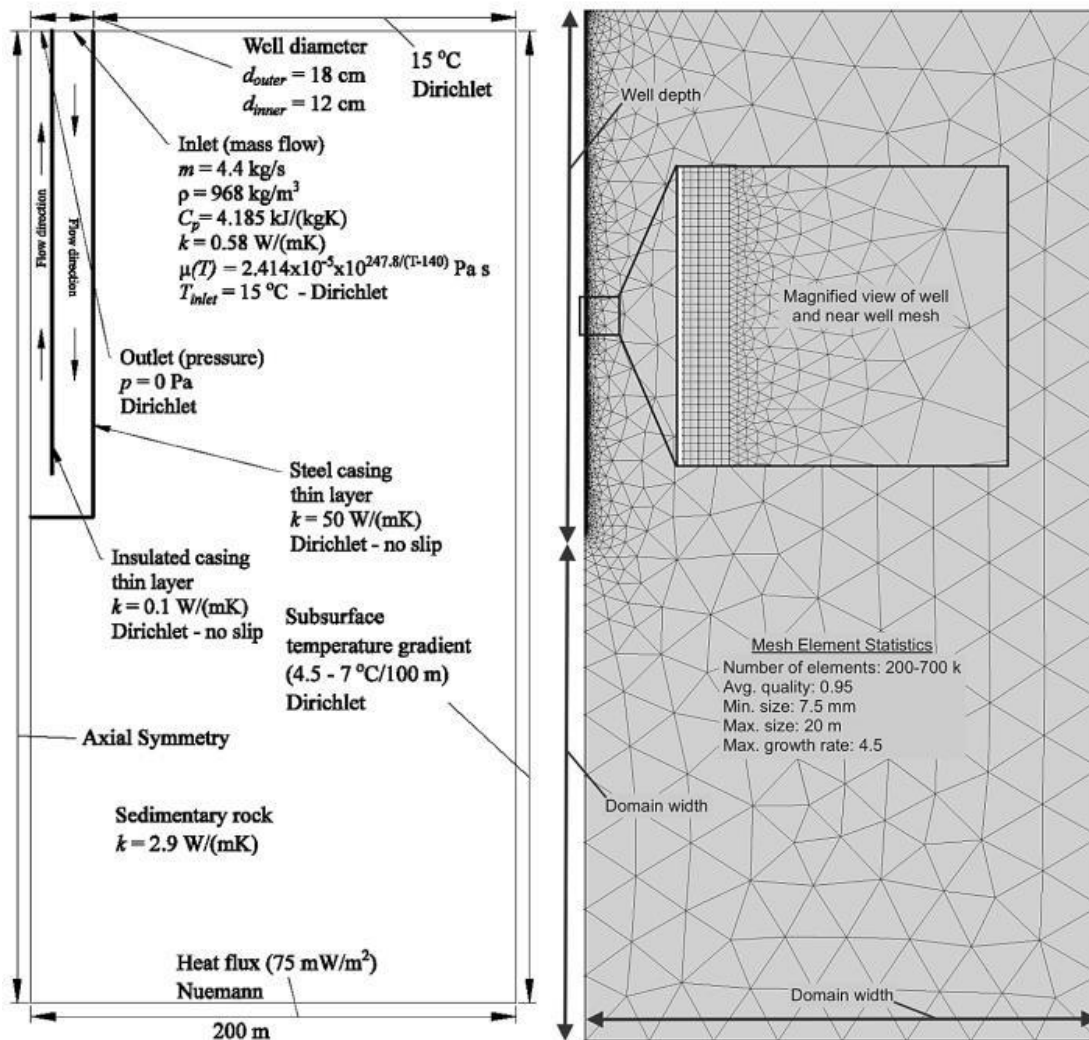 Well diameter
d_outer = 18 cm
d_inner = 12 cm
15 °C
Dirichlet
Inlet (mass flow)
m = 4.4 kg/s
ρ = 968 kg/m³
C_p = 4.185 kJ/(kgK)
k = 0.58 W/(mK)
μ(T) = 2.414x10⁻⁵x10^247.8/(T-140) Pa s
T_inlet = 15 °C - Dirichlet
Flow direction
Flow direction
Outlet (pressure)
p = 0 Pa
Dirichlet
Steel casing
thin layer
k = 50 W/(mK)
Dirichlet - no slip
Insulated casing
thin layer
k = 0.1 W/(mK)
Dirichlet - no slip
Subsurface
temperature gradient
(4.5 - 7 °C/100 m)
Dirichlet
Axial Symmetry
Sedimentary rock
k = 2.9 W/(mK)
Heat flux (75 mW/m²)
Nuemann
200 m
Well depth
Magnified view of well
and near well mesh
Mesh Element Statistics
Number of elements: 200-700 k
Avg. quality: 0.95
Min. size: 7.5 mm
Max. size: 20 m
Max. growth rate: 4.5
Domain width
Domain width